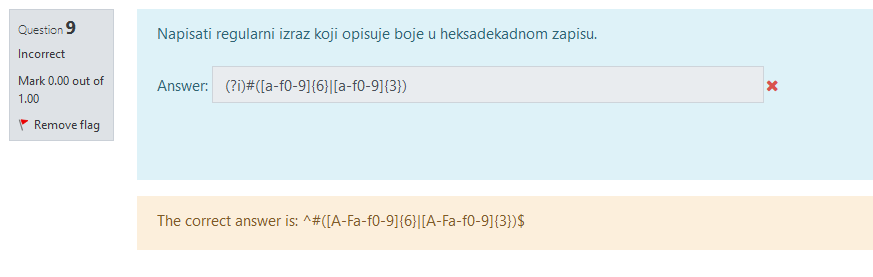 Question 9
Incorrect
Mark 0.00 out of
1.00
Remove flag
Napisati regularni izraz koji opisuje boje u heksadekadnom zapisu.
Answer: (?i)#([a-f0-9]{6}|[a-f0-9]{3})
The correct answer is: ^#([A-Fa-f0-9]{6}|[A-Fa-f0-9]{3})$